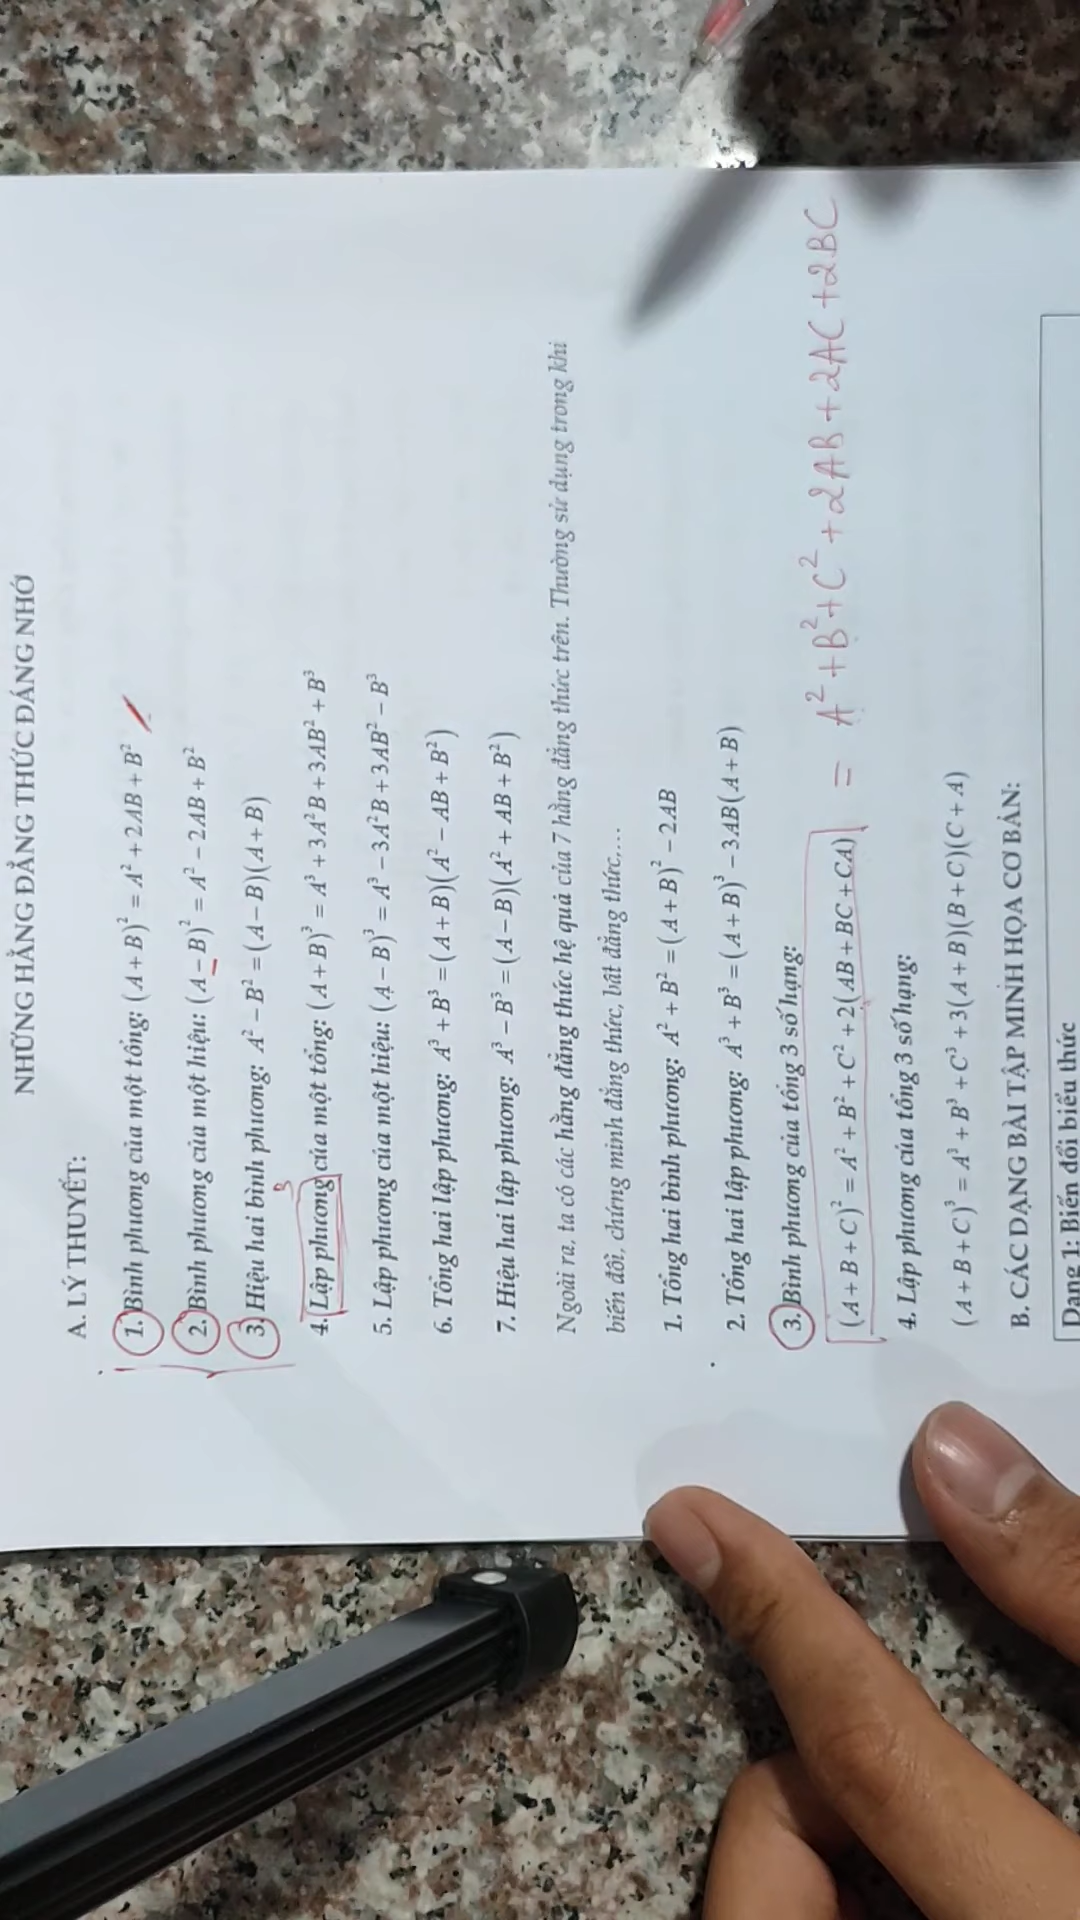 NHỮNG HẰNG ĐẲNG THỨC ĐÁNG NHỚ
A. LÝ THUYẾT:
1. Bình phương của một tổng: (A + B)² = A² + 2AB + B²
2. Bình phương của một hiệu: (A − B)² = A² − 2AB + B²
3. Hiệu hai bình phương: A² − B² = (A − B)(A + B)
3
4. Lập phương của một tổng: (A + B)³ = A³ + 3A²B + 3AB² + B³
5. Lập phương của một hiệu: (A − B)³ = A³ − 3A²B + 3AB² − B³
6. Tổng hai lập phương: A³ + B³ = (A + B)(A² − AB + B²)
7. Hiệu hai lập phương: A³ − B³ = (A − B)(A² + AB + B²)
Ngoài ra, ta có các hằng đẳng thức hệ quả của 7 hằng đẳng thức trên. Thường sử dụng trong khi
biến đổi, chứng minh đẳng thức, bất đẳng thức,…
1. Tổng hai bình phương: A² + B² = (A + B)² − 2AB
2. Tổng hai lập phương: A³ + B³ = (A + B)³ − 3AB(A + B)
3. Bình phương của tổng 3 số hạng:
(A + B + C)² = A² + B² + C² + 2(AB + BC + CA) = A² + B² + C² + 2AB + 2AC + 2BC
4. Lập phương của tổng 3 số hạng:
(A + B + C)³ = A³ + B³ + C³ + 3(A + B)(B + C)(C + A)
B. CÁC DẠNG BÀI TẬP MINH HỌA CƠ BẢN:
Dạng 1: Biến đổi biểu thức